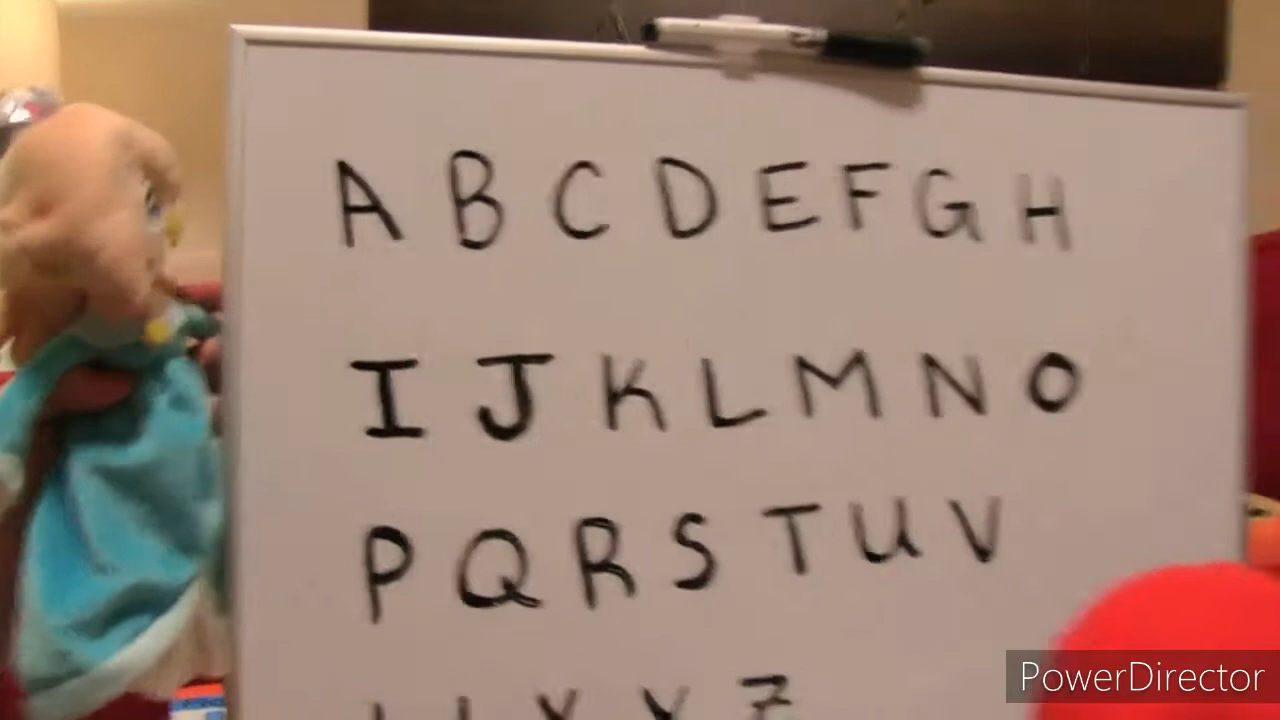 A B C D E F G H
I J K L M N O
P Q R S T U V
W X Y Z
PowerDirector